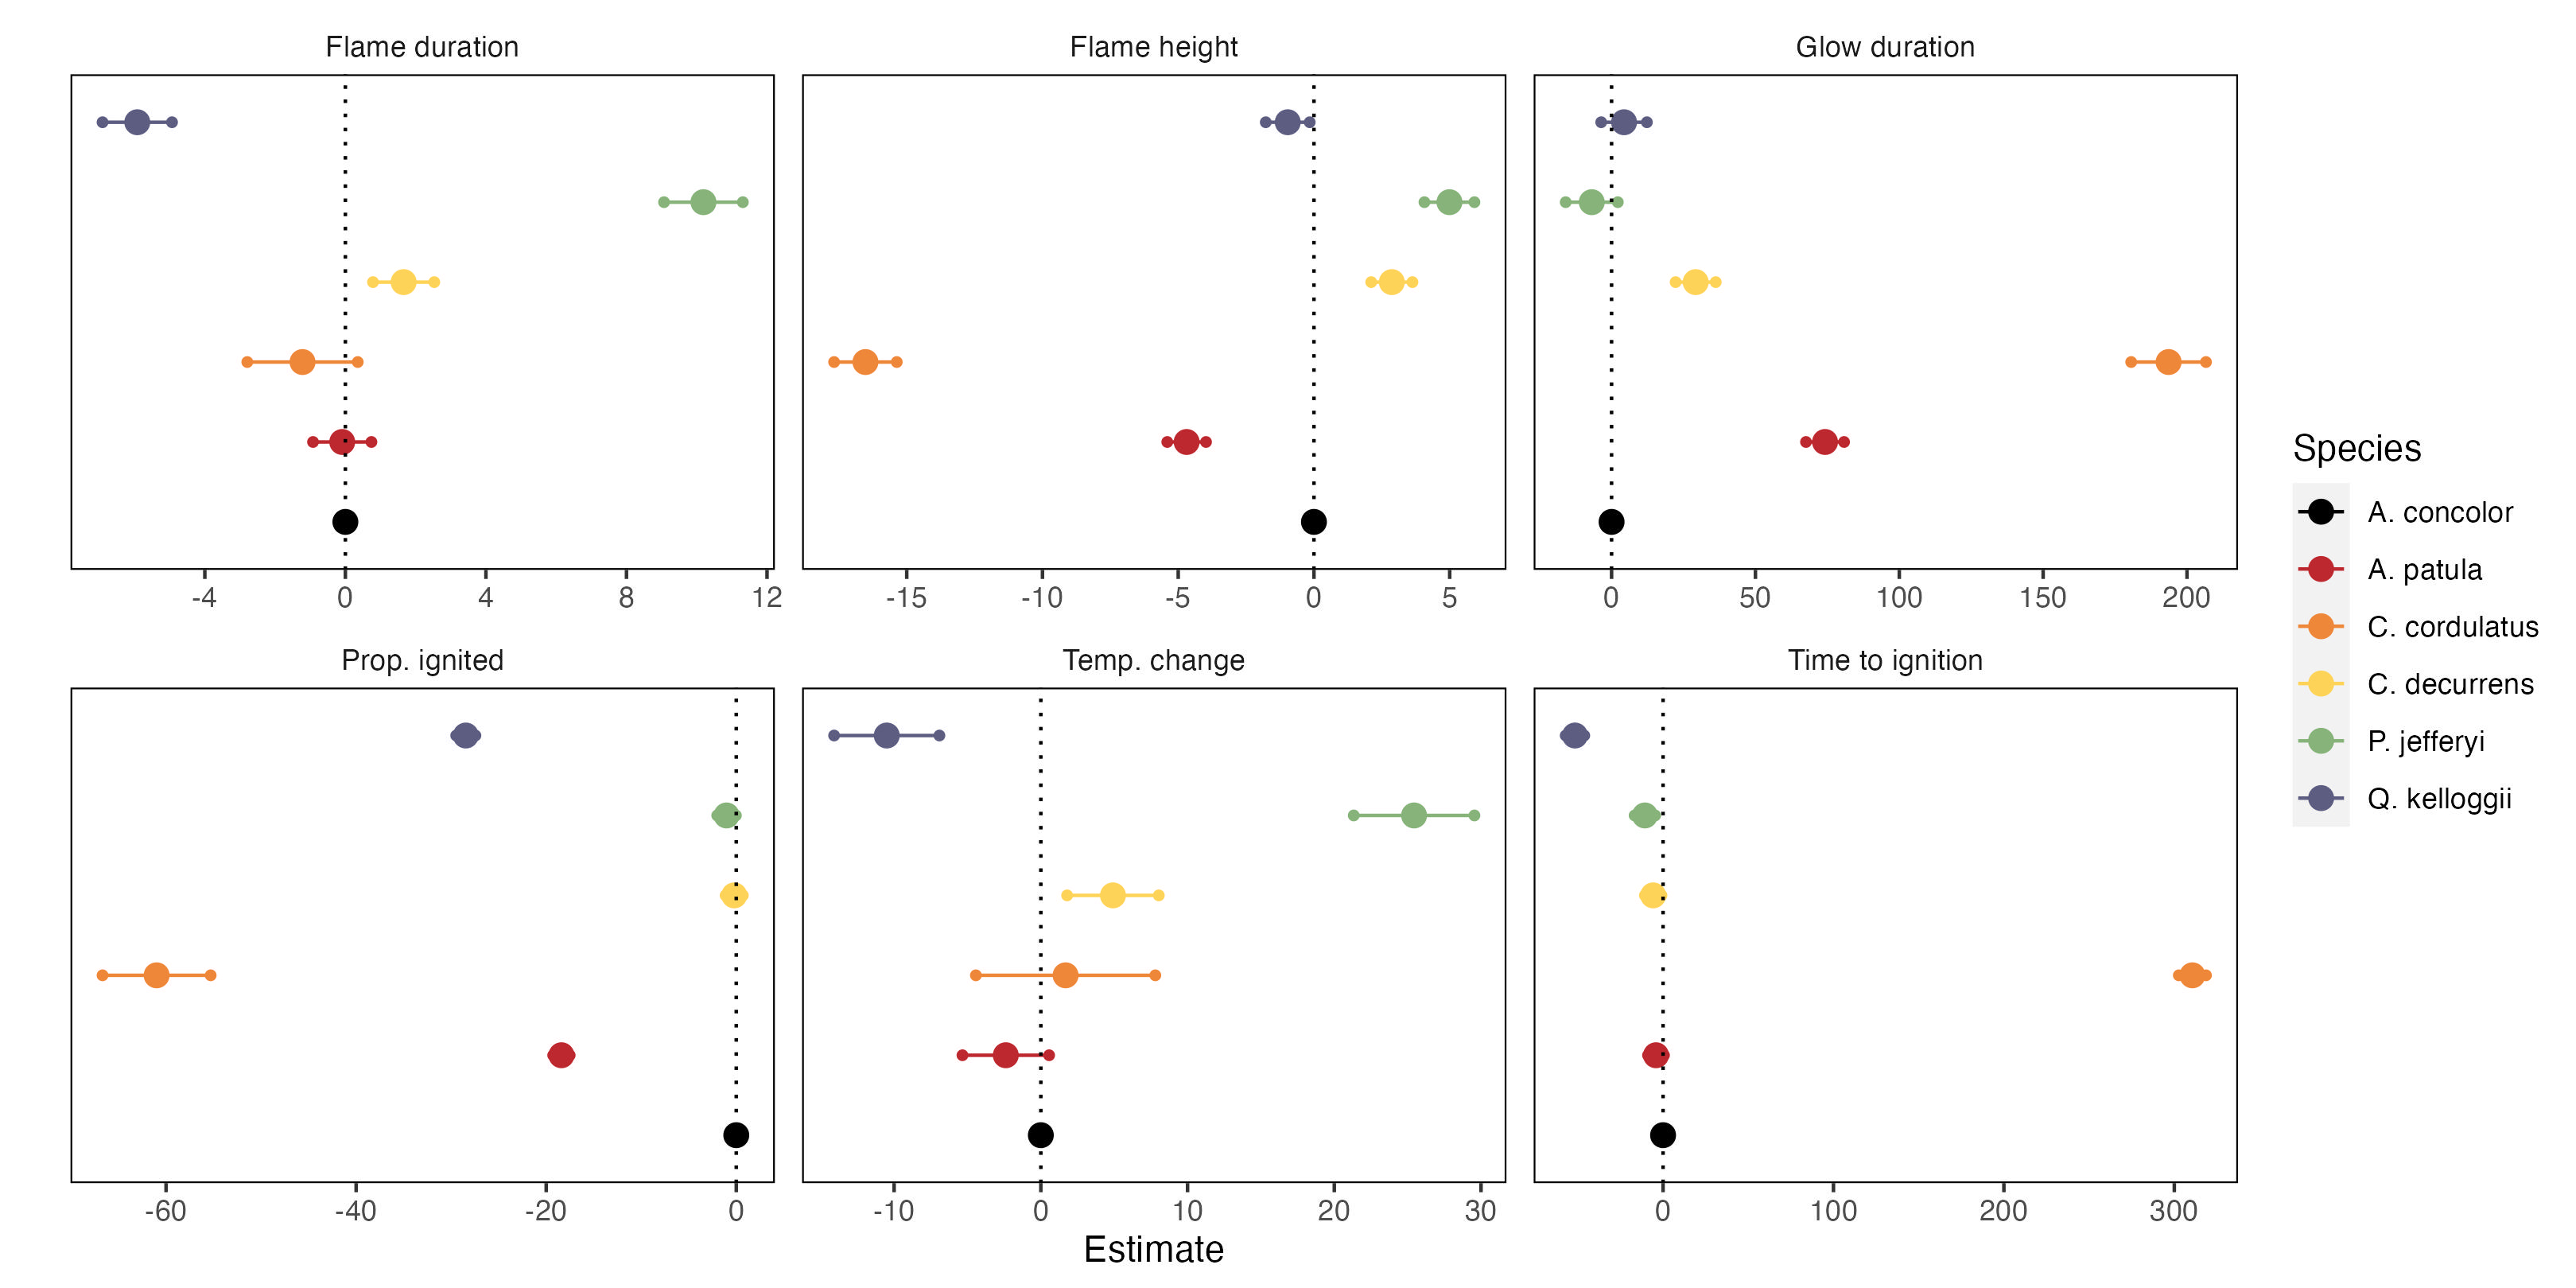 Flame duration
Flame height
Glow duration
-4 0 4 8 12
-15 -10 -5 0 5
0 50 100 150 200
Prop. ignited
Temp. change
Time to ignition
-60 -40 -20 0
-10 0 10 20 30
0 100 200 300
Estimate
Species
A. concolor
A. patula
C. cordulatus
C. decurrens
P. jefferyi
Q. kelloggii